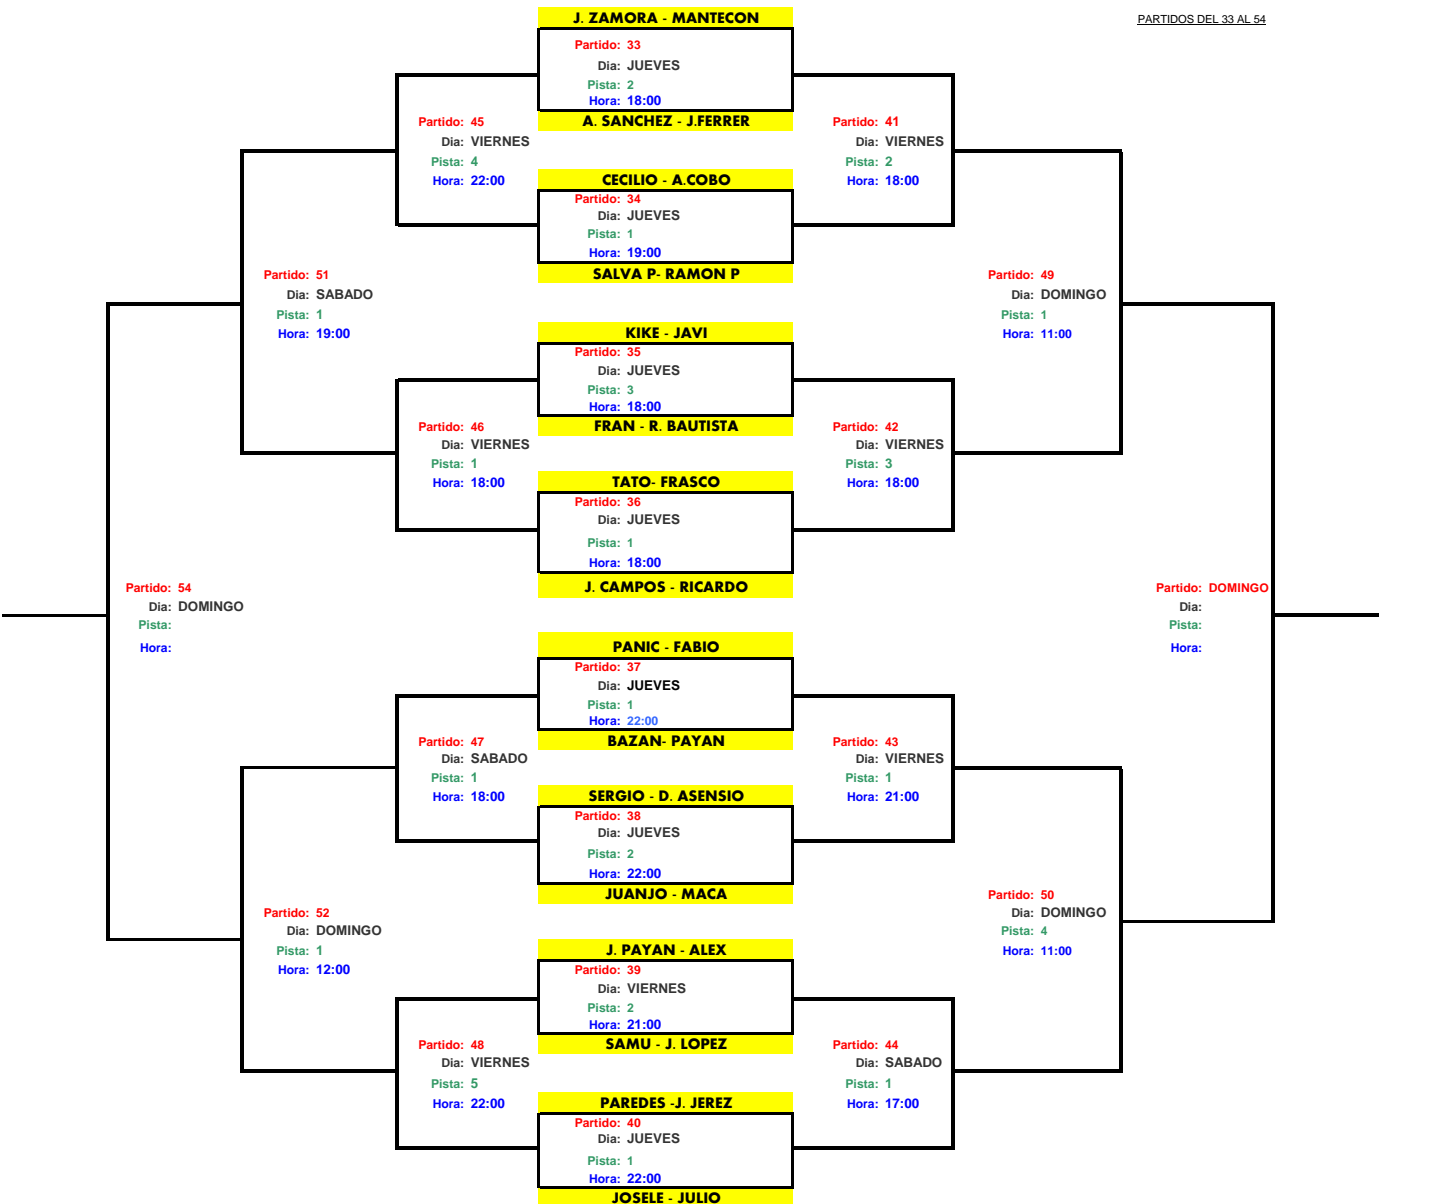 J. ZAMORA - MANTECON
PARTIDOS DEL 33 AL 54
Partido: 33
Dia: JUEVES
Pista: 2
Hora: 18:00
A. SANCHEZ - J.FERRER
Partido: 45
Dia: VIERNES
Pista: 4
Hora: 22:00
Partido: 41
Dia: VIERNES
Pista: 2
Hora: 18:00
CECILIO - A.COBO
Partido: 34
Dia: JUEVES
Pista: 1
Hora: 19:00
SALVA P- RAMON P
Partido: 51
Dia: SABADO
Pista: 1
Hora: 19:00
Partido: 49
Dia: DOMINGO
Pista: 1
Hora: 11:00
KIKE - JAVI
Partido: 35
Dia: JUEVES
Pista: 3
Hora: 18:00
FRAN - R. BAUTISTA
Partido: 46
Dia: VIERNES
Pista: 1
Hora: 18:00
Partido: 42
Dia: VIERNES
Pista: 3
Hora: 18:00
TATO- FRASCO
Partido: 36
Dia: JUEVES
Pista: 1
Hora: 18:00
J. CAMPOS - RICARDO
Partido: 54
Dia: DOMINGO
Pista:
Hora:
Partido: DOMINGO
Dia:
Pista:
Hora:
PANIC - FABIO
Partido: 37
Dia: JUEVES
Pista: 1
Hora: 22:00
BAZAN- PAYAN
Partido: 47
Dia: SABADO
Pista: 1
Hora: 18:00
Partido: 43
Dia: VIERNES
Pista: 1
Hora: 21:00
SERGIO - D. ASENSIO
Partido: 38
Dia: JUEVES
Pista: 2
Hora: 22:00
JUANJO - MACA
Partido: 52
Dia: DOMINGO
Pista: 1
Hora: 12:00
Partido: 50
Dia: DOMINGO
Pista: 4
Hora: 11:00
J. PAYAN - ALEX
Partido: 39
Dia: VIERNES
Pista: 2
Hora: 21:00
SAMU - J. LOPEZ
Partido: 48
Dia: VIERNES
Pista: 5
Hora: 22:00
Partido: 44
Dia: SABADO
Pista: 1
Hora: 17:00
PAREDES -J. JEREZ
Partido: 40
Dia: JUEVES
Pista: 1
Hora: 22:00
JOSELE - JULIO